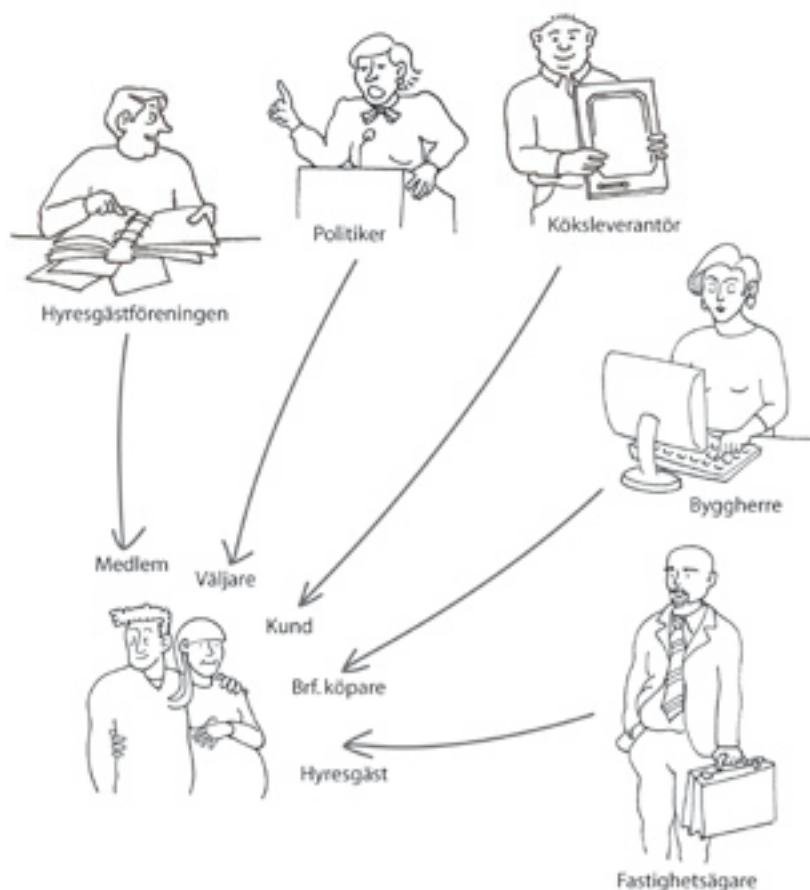 Politiker
Köksleverantör
Hyresgästföreningen
Byggherre
Medlem
Väljare
Kund
Brf. köpare
Hyresgäst
Fastighetsägare